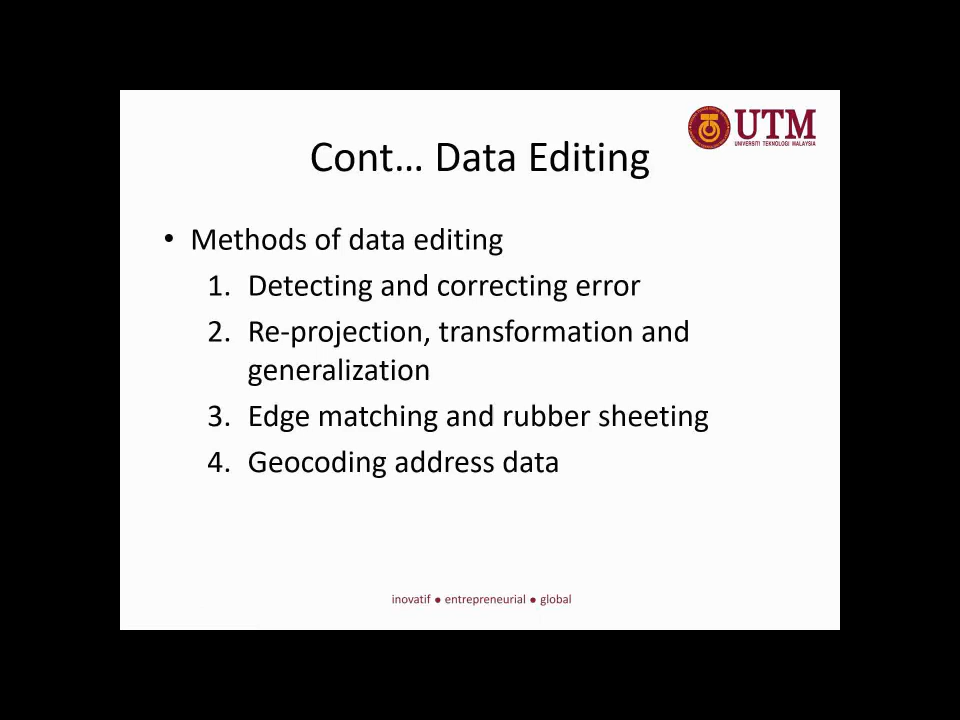 UTM
UNIVERSITI TEKNOLOGI MALAYSIA
Cont… Data Editing
• Methods of data editing
1. Detecting and correcting error
2. Re-projection, transformation and
generalization
3. Edge matching and rubber sheeting
4. Geocoding address data
inovatif ● entrepreneurial ● global